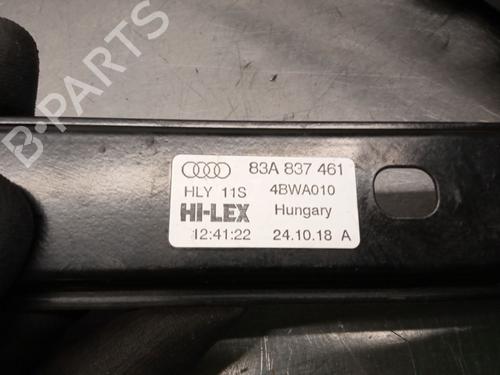 B-PARTS
83A 837 461
HLY 11S 4BWA010
HI-LEX Hungary
12:41:22 24.10.18 A